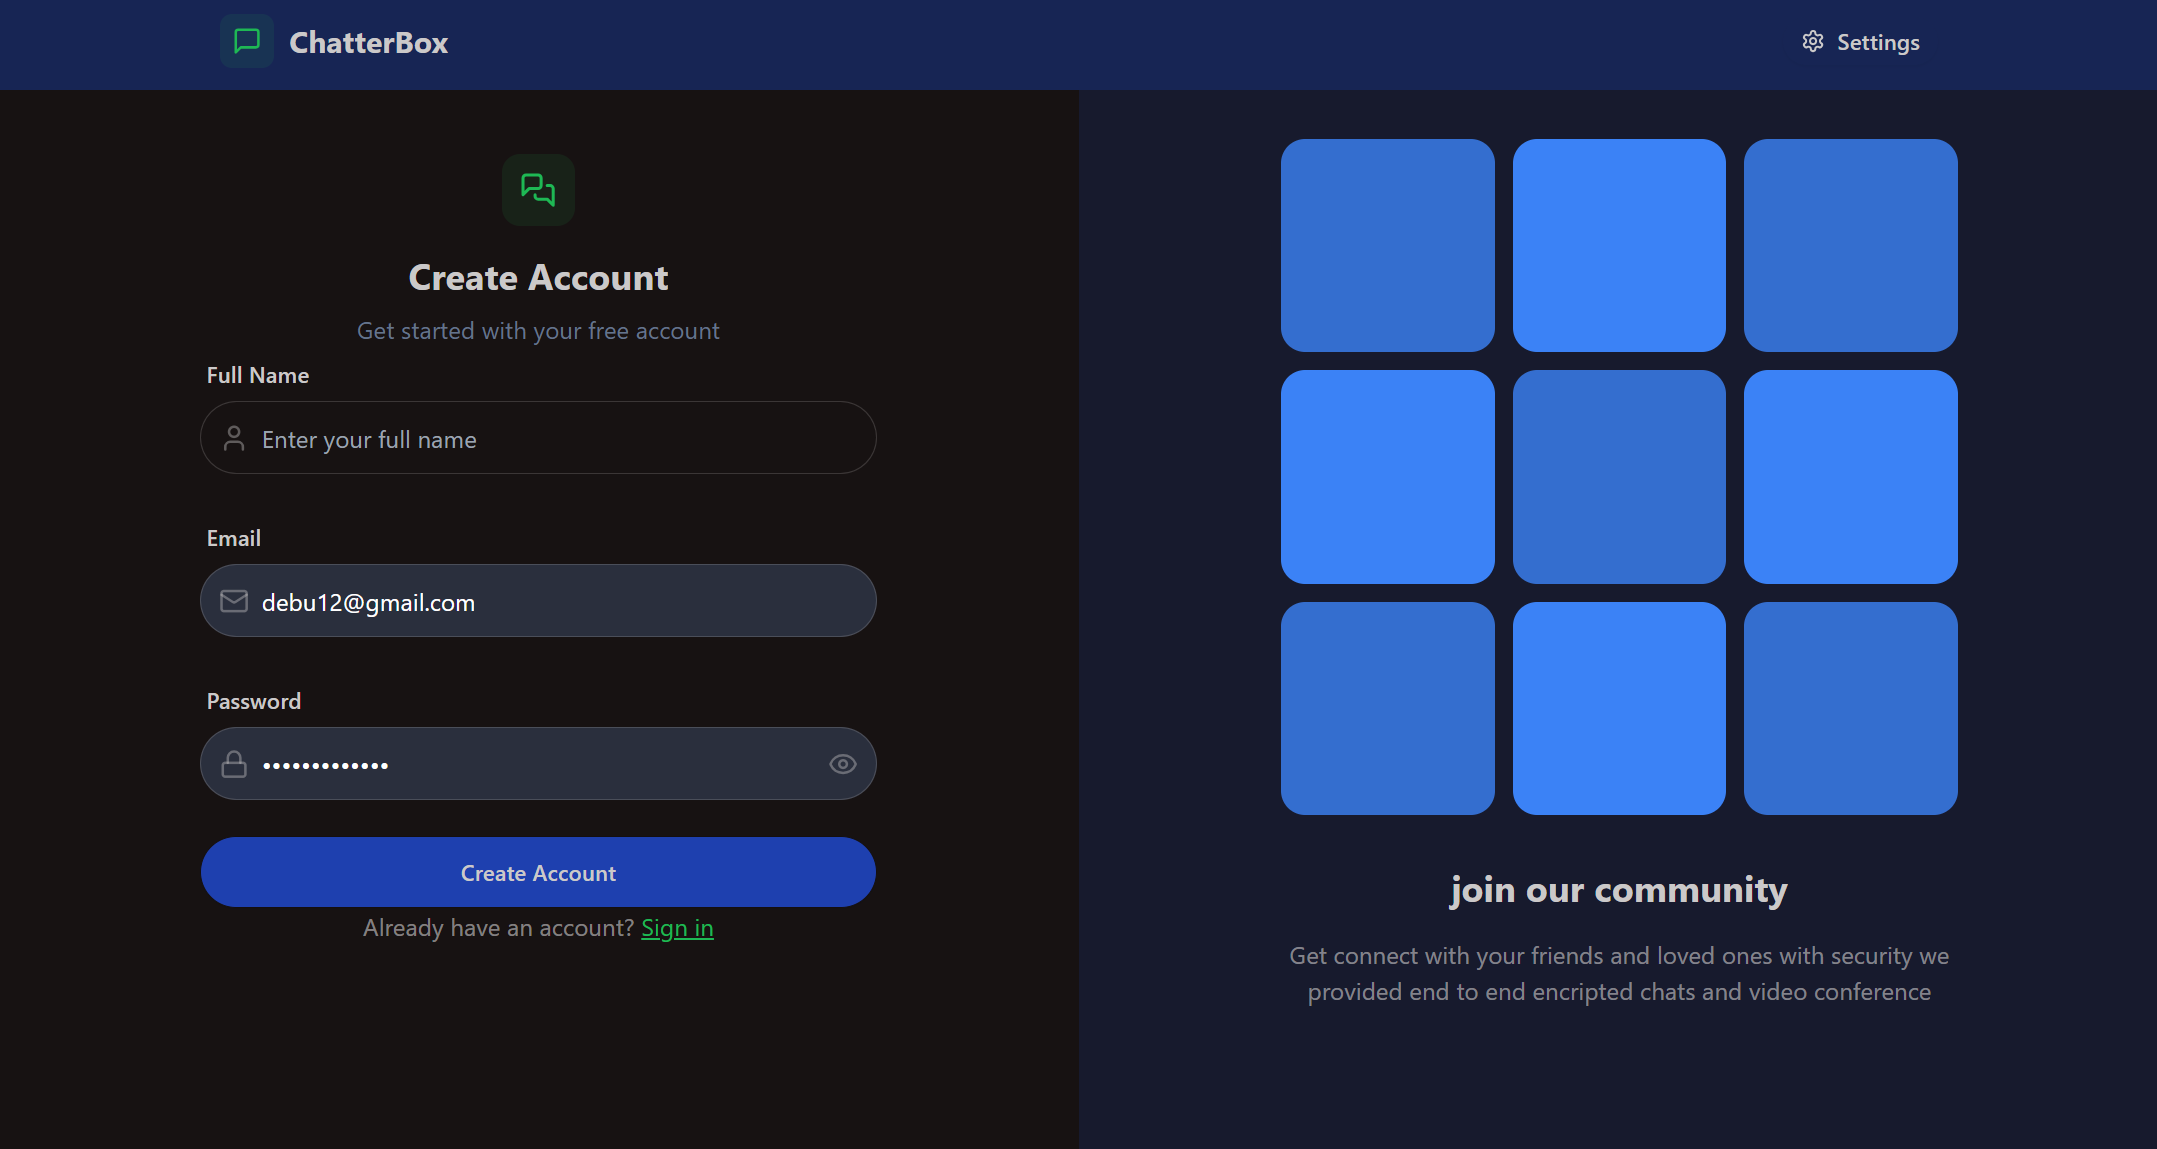 ChatterBox
Settings
Create Account
Get started with your free account
Full Name
Enter your full name
Email
debu12@gmail.com
Password
•••••••••••••
Create Account
Already have an account? Sign in
join our community
Get connect with your friends and loved ones with security we
provided end to end encripted chats and video conference